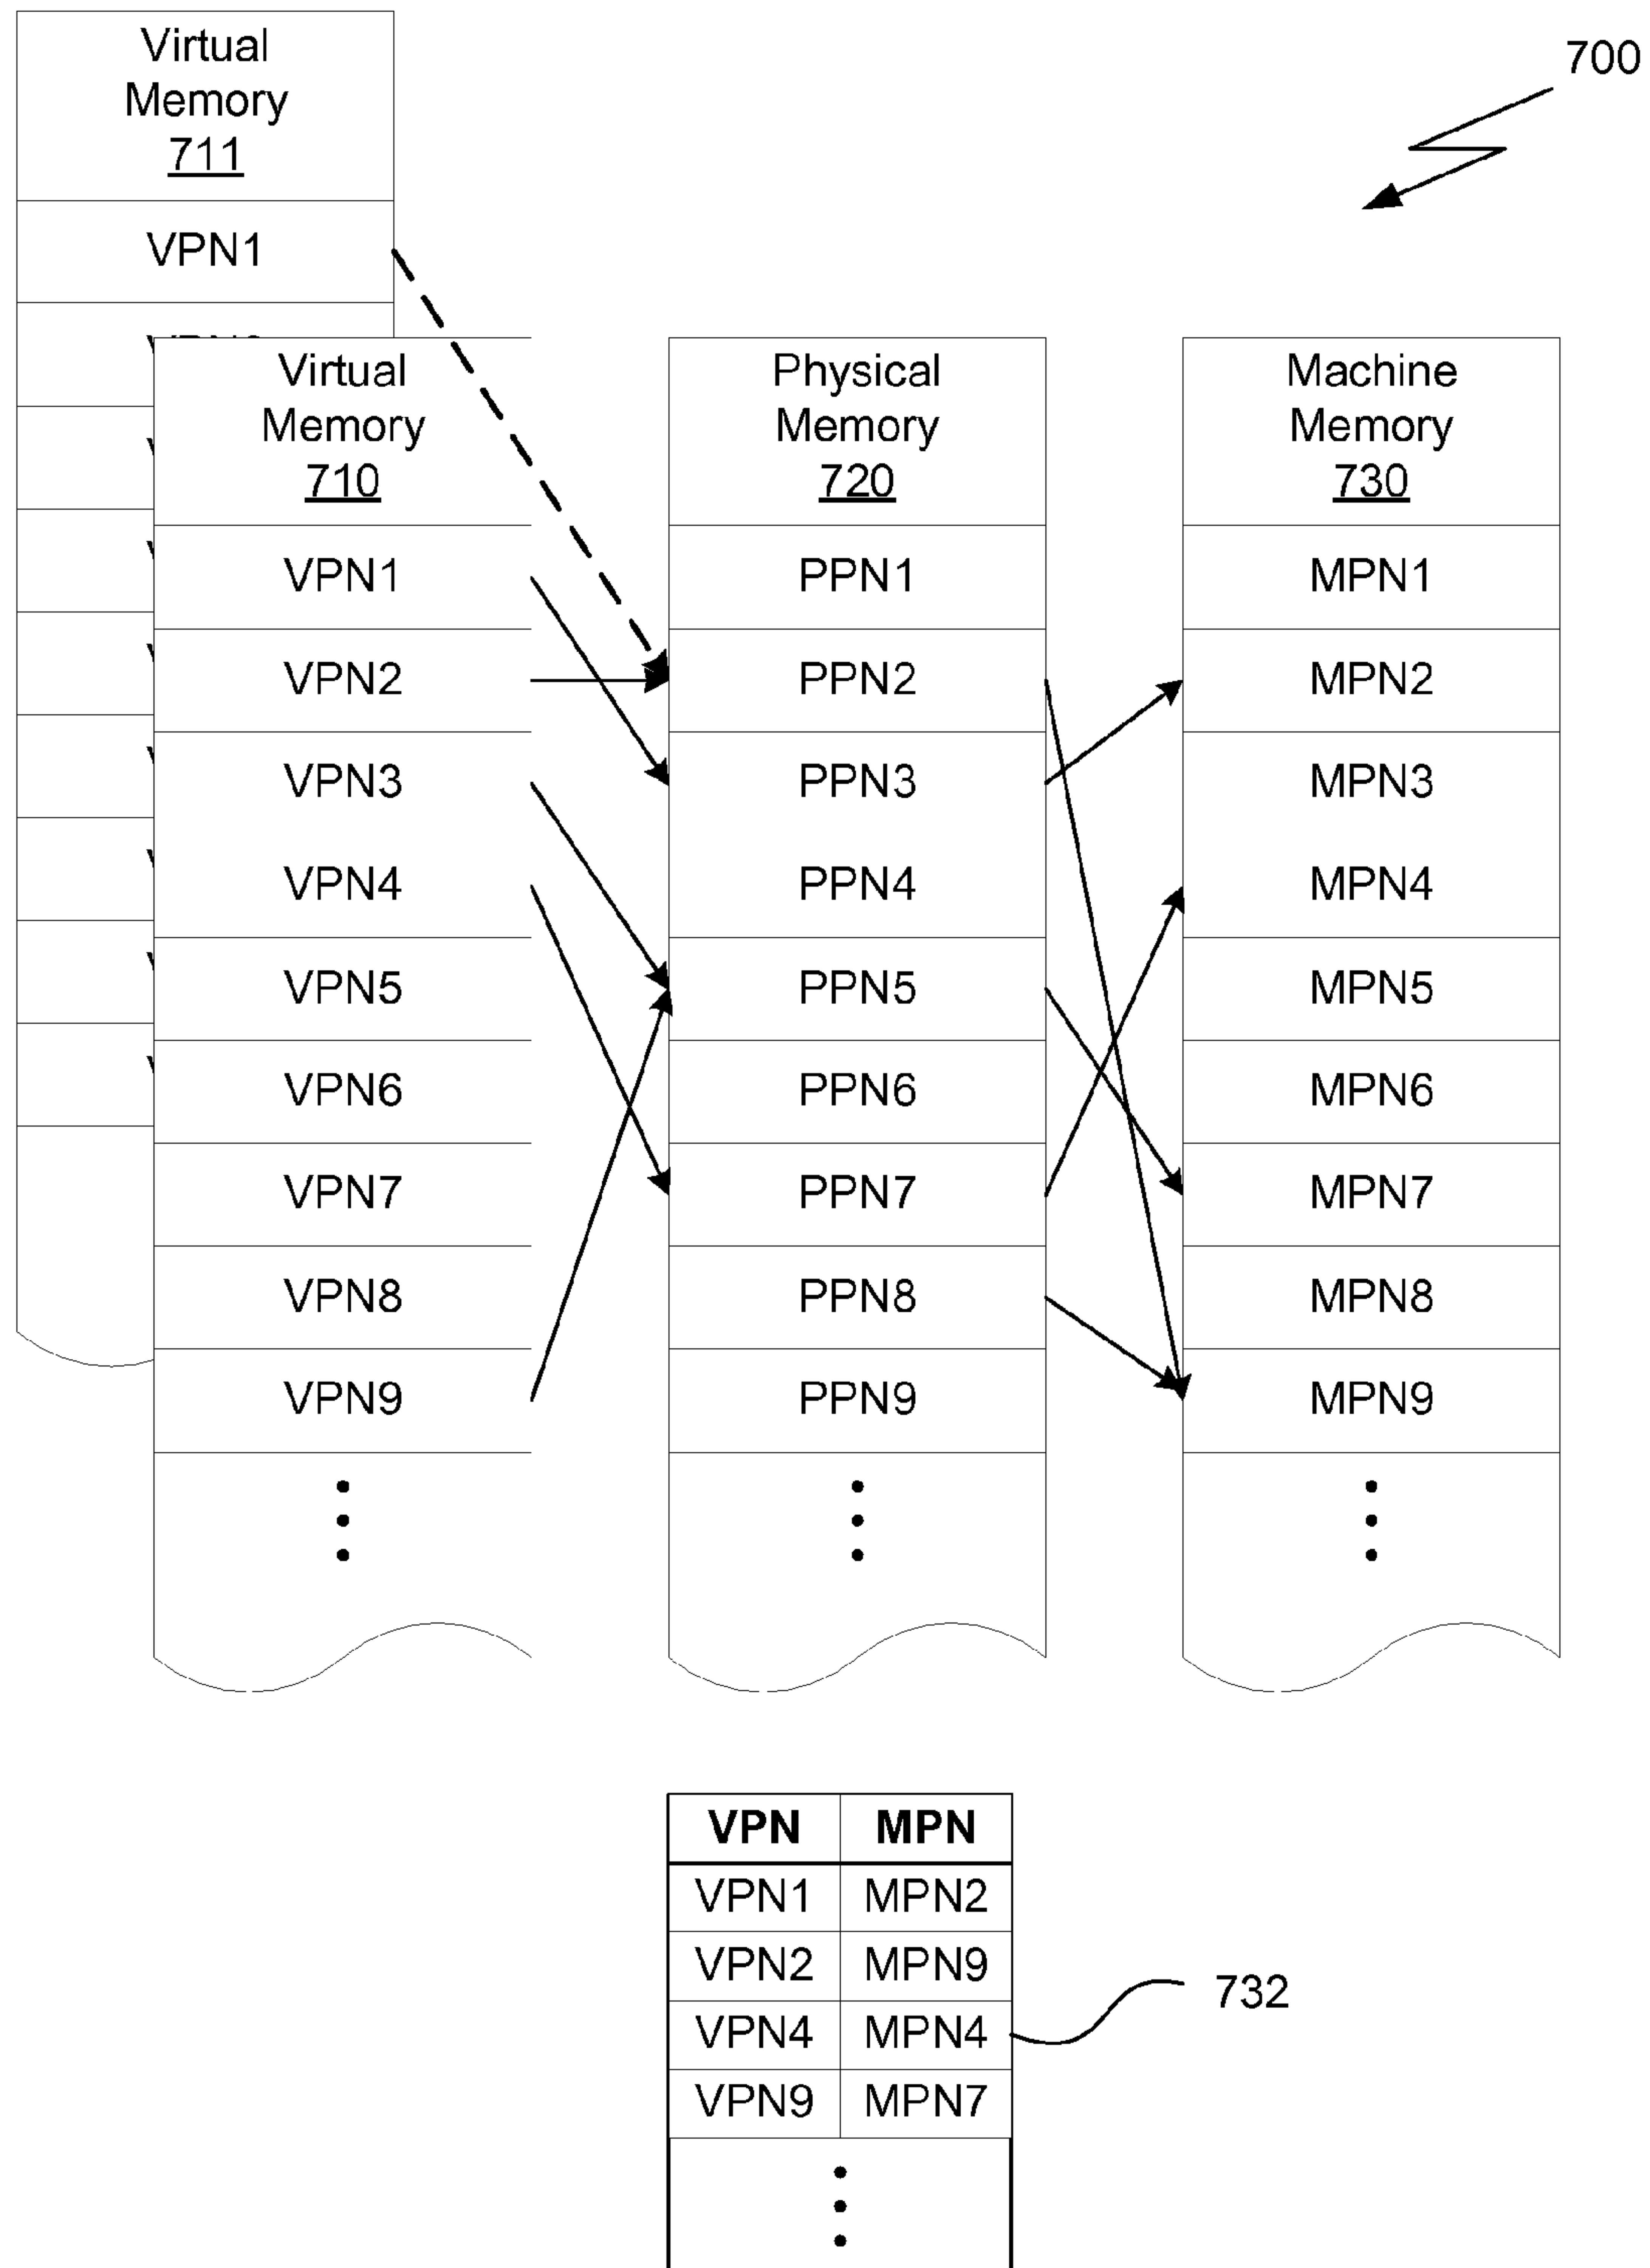 Virtual
Memory
711
VPN1
700
Virtual
Memory
710
VPN1
VPN2
VPN3
VPN4
VPN5
VPN6
VPN7
VPN8
VPN9
Physical
Memory
720
PPN1
PPN2
PPN3
PPN4
PPN5
PPN6
PPN7
PPN8
PPN9
Machine
Memory
730
MPN1
MPN2
MPN3
MPN4
MPN5
MPN6
MPN7
MPN8
MPN9
VPN MPN
VPN1 MPN2
VPN2 MPN9
VPN4 MPN4
VPN9 MPN7
732